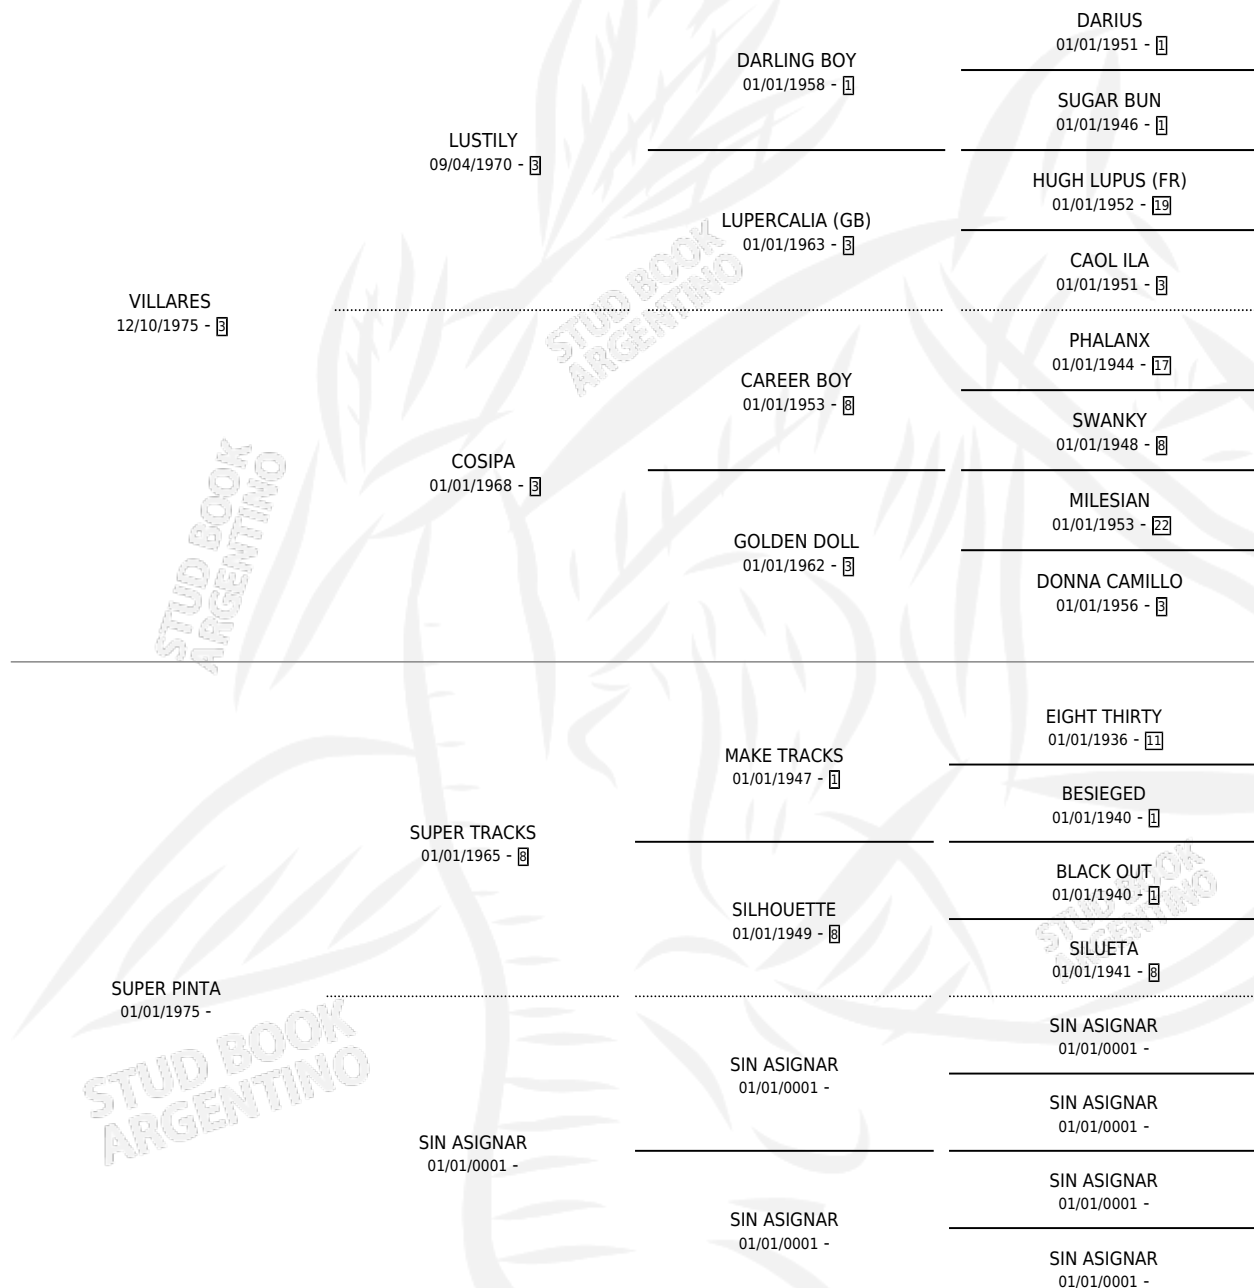 DARIUS
01/01/1951 - 1
DARLING BOY
01/01/1958 - 1
SUGAR BUN
01/01/1946 - 1
LUSTILY
09/04/1970 - 3
HUGH LUPUS (FR)
01/01/1952 - 19
LUPERCALIA (GB)
01/01/1963 - 3
CAOL ILA
01/01/1951 - 3
VILLARES
12/10/1975 - 3
PHALANX
01/01/1944 - 17
CAREER BOY
01/01/1953 - 8
SWANKY
01/01/1948 - 8
COSIPA
01/01/1968 - 3
MILESIAN
01/01/1953 - 22
GOLDEN DOLL
01/01/1962 - 3
DONNA CAMILLO
01/01/1956 - 3
EIGHT THIRTY
01/01/1936 - 11
MAKE TRACKS
01/01/1947 - 1
BESIEGED
01/01/1940 - 1
SUPER TRACKS
01/01/1965 - 8
BLACK OUT
01/01/1940 - 1
SILHOUETTE
01/01/1949 - 8
SILUETA
01/01/1941 - 8
SUPER PINTA
01/01/1975 -
SIN ASIGNAR
01/01/0001 -
SIN ASIGNAR
01/01/0001 -
SIN ASIGNAR
01/01/0001 -
SIN ASIGNAR
01/01/0001 -
SIN ASIGNAR
01/01/0001 -
SIN ASIGNAR
01/01/0001 -
SIN ASIGNAR
01/01/0001 -
STUD BOOK
ARGENTINO
STUD BOOK
ARGENTINO
STUD BOOK
ARGENTINO
STUD BOOK
ARGENTINO